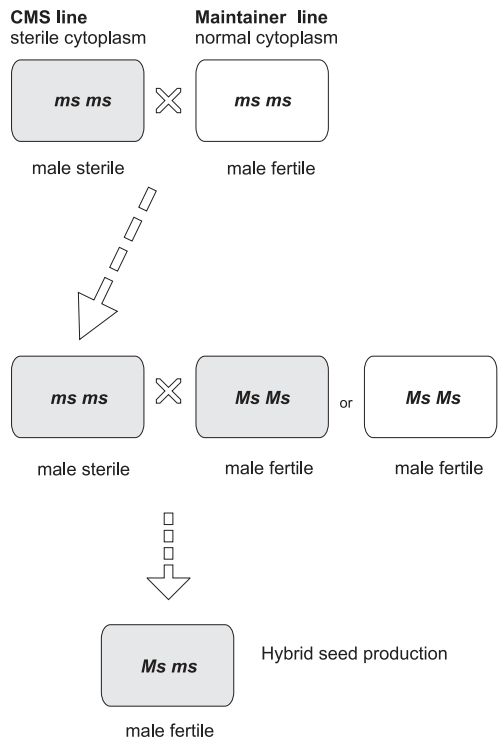 CMS line Maintainer line
sterile cytoplasm normal cytoplasm
ms ms ms ms
male sterile male fertile
ms ms Ms Ms or Ms Ms
male sterile male fertile male fertile
Ms ms Hybrid seed production
male fertile